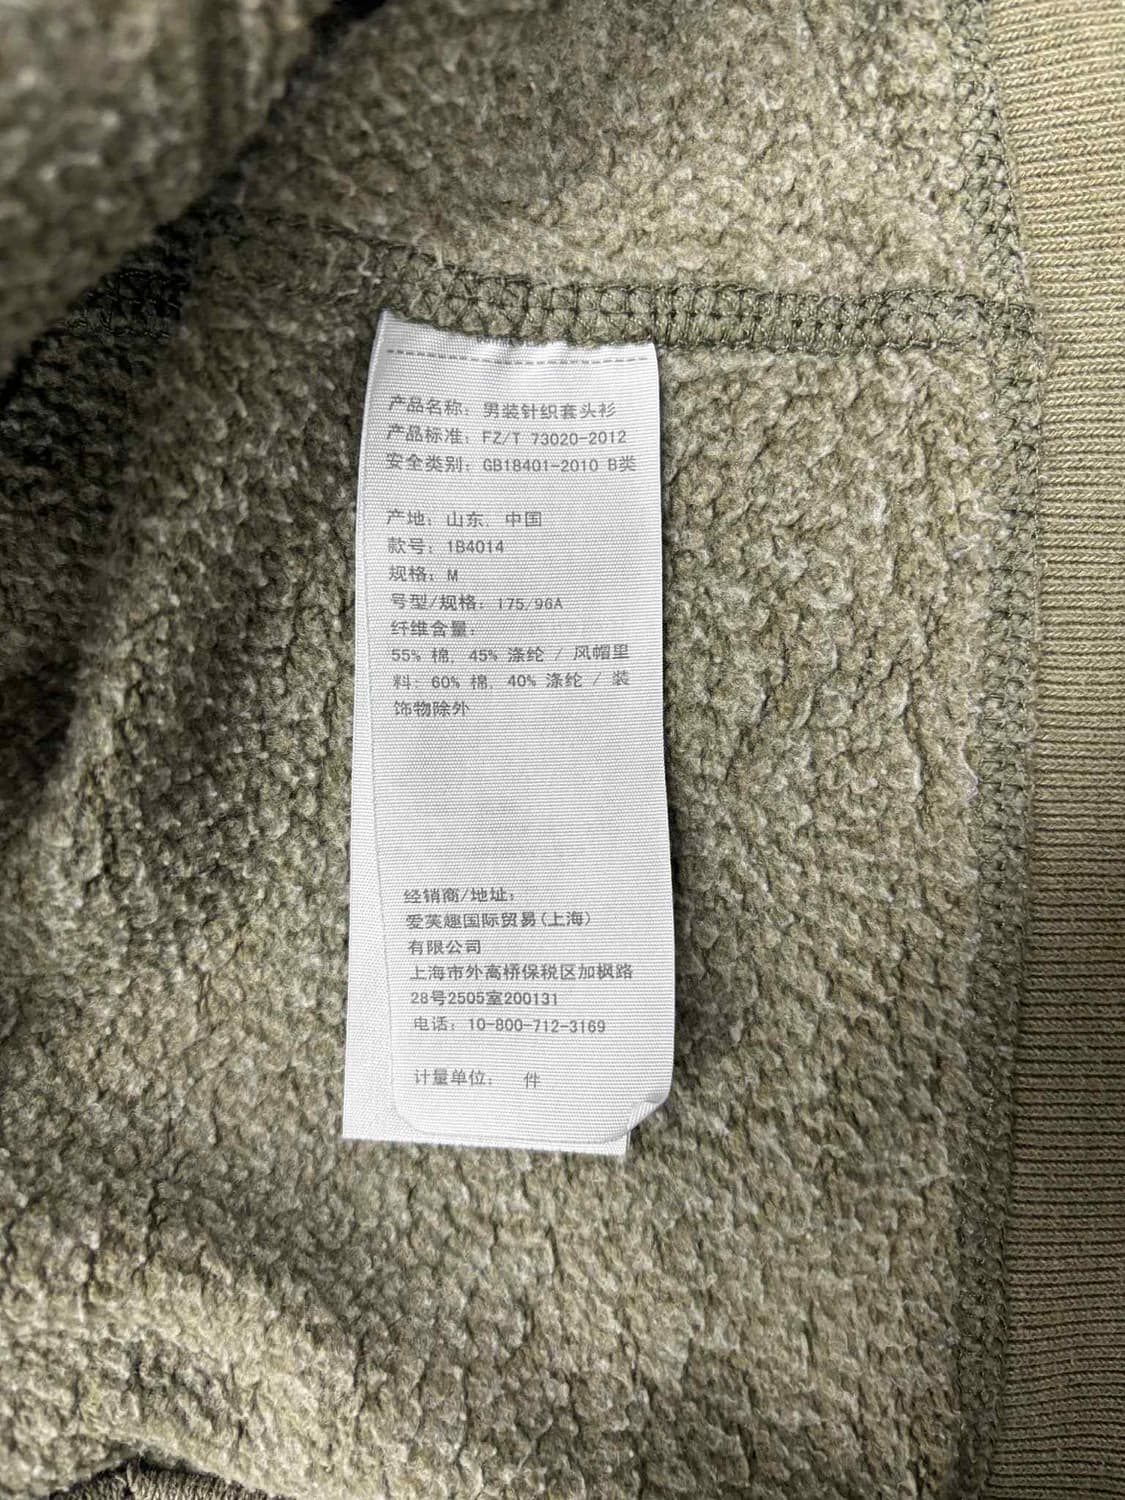 产品名称：男装针织套头衫
产品标准：FZ/T 73020-2012
安全类别：GB18401-2010 B类
产地：山东，中国
款号：1B4014
规格：M
号型/规格：175/96A
纤维含量：
55% 棉，45% 涤纶 / 风帽里
料：60% 棉，40% 涤纶 / 装
饰物除外
经销商/地址：
爱芙趣国际贸易(上海)
有限公司
上海市外高桥保税区加枫路
28号2505室200131
电话：10-800-712-3169
计量单位： 件